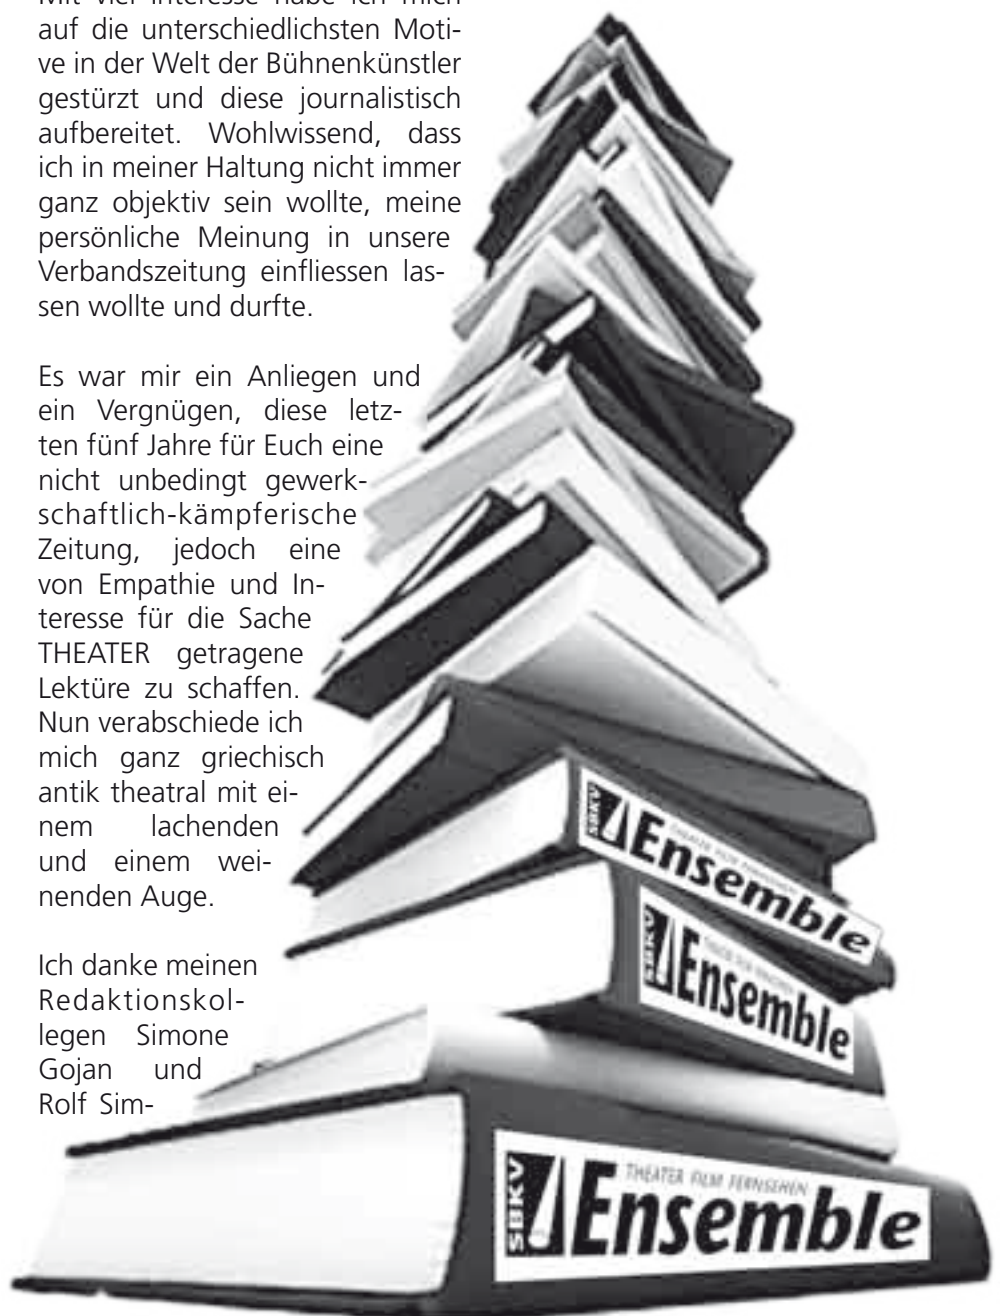 Mit viel Interesse habe ich mich
auf die unterschiedlichsten Moti-
ve in der Welt der Bühnenkünstler
gestürzt und diese journalistisch
aufbereitet. Wohlwissend, dass
ich in meiner Haltung nicht immer
ganz objektiv sein wollte, meine
persönliche Meinung in unsere
Verbandszeitung einfliessen las-
sen wollte und durfte.
Es war mir ein Anliegen und
ein Vergnügen, diese letz-
ten fünf Jahre für Euch eine
nicht unbedingt gewerk-
schaftlich-kämpferische
Zeitung, jedoch eine
von Empathie und In-
teresse für die Sache
THEATER getragene
Lektüre zu schaffen.
Nun verabschiede ich
mich ganz griechisch
antik theatral mit ei-
nem lachenden
und einem wei-
nenden Auge.
Ich danke meinen
Redaktionskol-
legen Simone
Gojan und
Rolf Sim-
SBKV
THEATER FILM FERNSEHEN
Ensemble
SBKV
THEATER FILM FERNSEHEN
Ensemble
SBKV
THEATER FILM FERNSEHEN
Ensemble